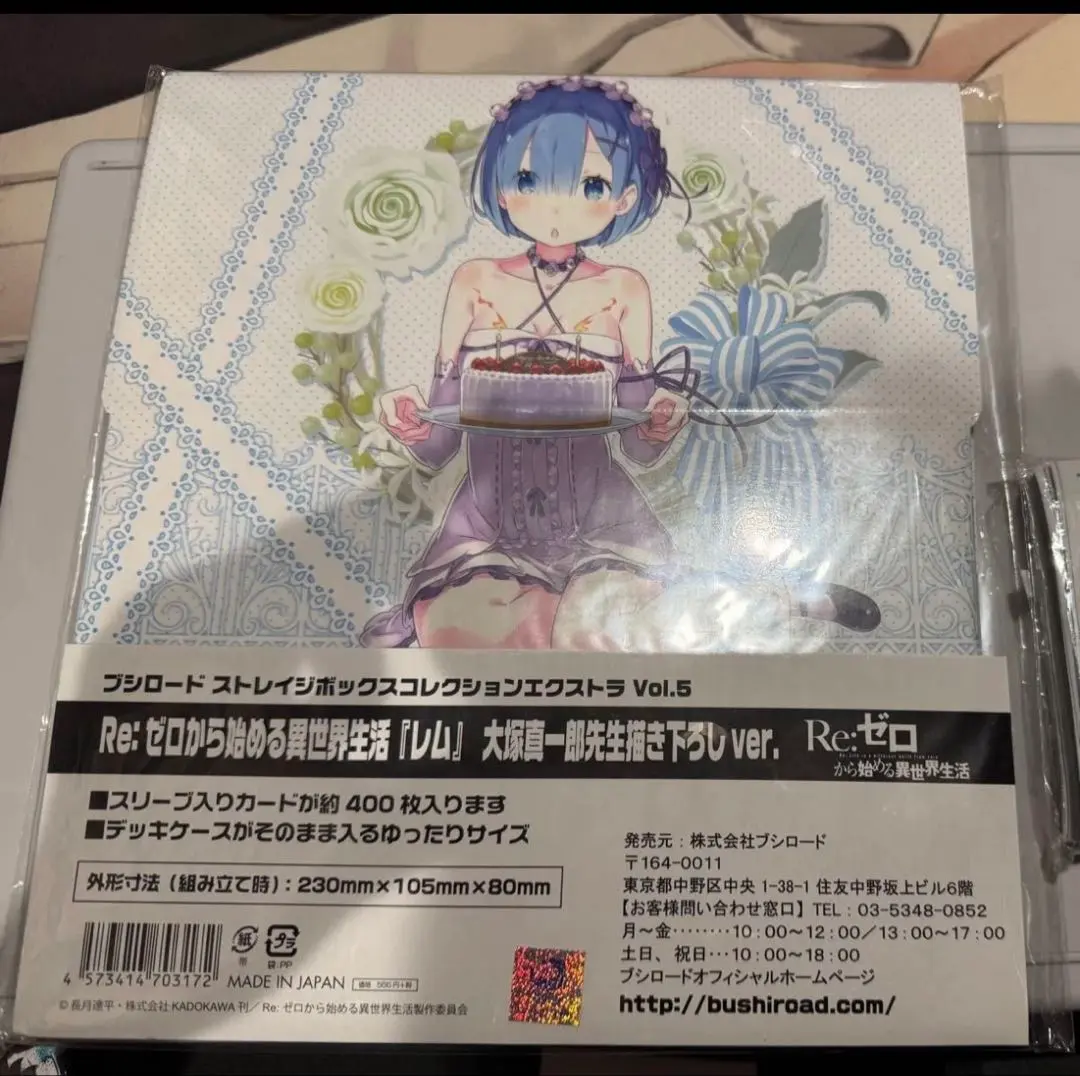 ブシロード ストレイジボックスコレクションエクストラ Vol.5
Re:ゼロから始める異世界生活『レム』 大塚真一郎先生描き下ろしver.
Re:ゼロ
から始める異世界生活
■スリーブ入りカードが約400枚入ります
■デッキケースがそのまま入るゆったりサイズ
外形寸法(組み立て時):230mm×105mm×80mm
発売元:株式会社ブシロード
〒164-0011
東京都中野区中央 1-38-1 住友中野坂上ビル6階
【お客様問い合わせ窓口】TEL:03-5348-0852
月〜金‥‥‥‥10:00〜12:00/13:00〜17:00
土日、祝日‥‥10:00〜18:00
ブシロードオフィシャルホームページ
http://bushiroad.com/
紙
帯
プラ
袋:PP
4 573414 703172
MADE IN JAPAN
©長月達平・株式会社KADOKAWA刊/Re:ゼロから始める異世界生活製作委員会